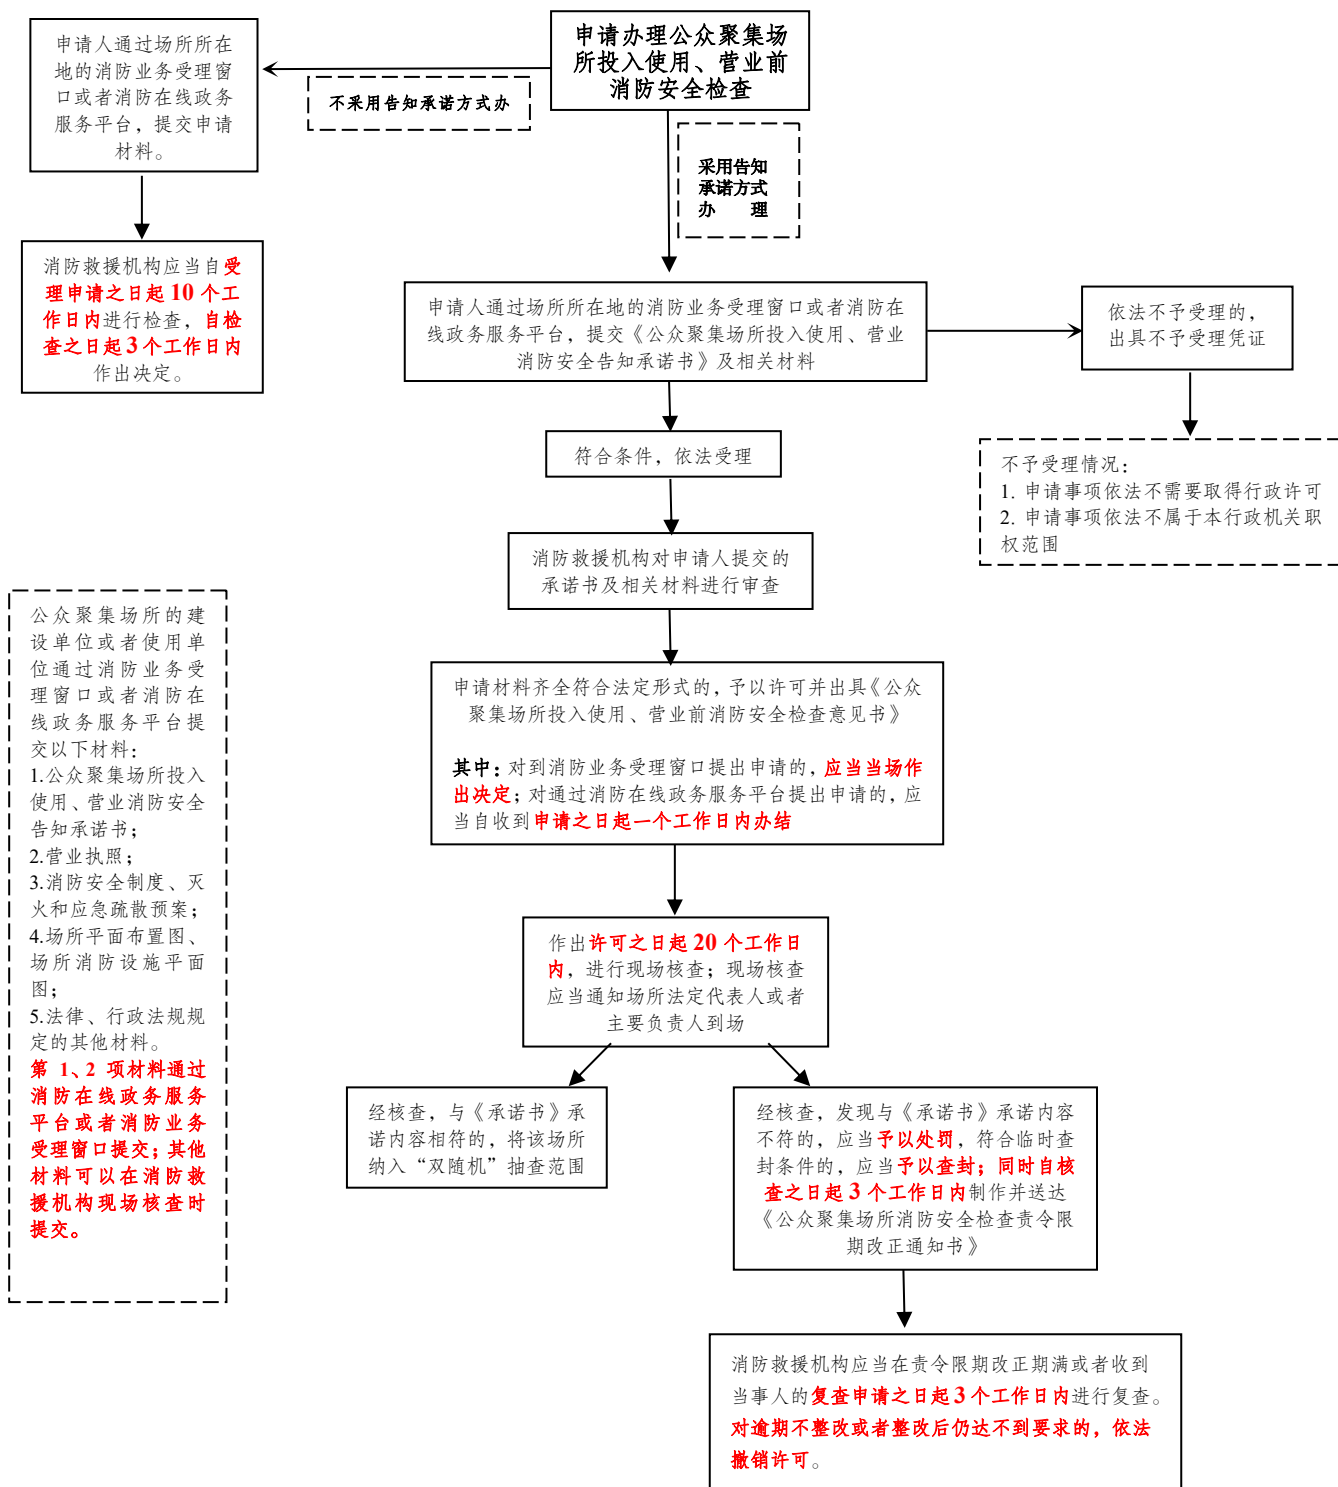 申请办理公众聚集场
所投入使用、营业前
消防安全检查
申请人通过场所所在
地的消防业务受理窗
口或者消防在线政务
服务平台，提交申请
材料。
不采用告知承诺方式办
采用告知
承诺方式
办 理
消防救援机构应当自受
理申请之日起 10 个工
作日内进行检查，自检
查之日起 3 个工作日内
作出决定。
申请人通过场所所在地的消防业务受理窗口或者消防在
线政务服务平台，提交《公众聚集场所投入使用、营业
消防安全告知承诺书》及相关材料
依法不予受理的，
出具不予受理凭证
符合条件，依法受理
不予受理情况：
1. 申请事项依法不需要取得行政许可
2. 申请事项依法不属于本行政机关职
权范围
消防救援机构对申请人提交的
承诺书及相关材料进行审查
公众聚集场所的建
设单位或者使用单
位通过消防业务受
理窗口或者消防在
线政务服务平台提
交以下材料：
1.公众聚集场所投入
使用、营业消防安全
告知承诺书；
2.营业执照；
3.消防安全制度、灭
火和应急疏散预案；
4.场所平面布置图、
场所消防设施平面
图；
5.法律、行政法规规
定的其他材料。
第 1、2 项材料通过
消防在线政务服务
平台或者消防业务
受理窗口提交；其他
材料可以在消防救
援机构现场核查时
提交。
申请材料齐全符合法定形式的，予以许可并出具《公众
聚集场所投入使用、营业前消防安全检查意见书》
其中：对到消防业务受理窗口提出申请的，应当当场作
出决定；对通过消防在线政务服务平台提出申请的，应
当自收到申请之日起一个工作日内办结
作出许可之日起 20 个工作日
内，进行现场核查；现场核查
应当通知场所法定代表人或者
主要负责人到场
经核查，与《承诺书》承
诺内容相符的，将该场所
纳入“双随机”抽查范围
经核查，发现与《承诺书》承诺内容
不符的，应当予以处罚，符合临时查
封条件的，应当予以查封；同时自核
查之日起 3 个工作日内制作并送达
《公众聚集场所消防安全检查责令限
期改正通知书》
消防救援机构应当在责令限期改正期满或者收到
当事人的复查申请之日起 3 个工作日内进行复查。
对逾期不整改或者整改后仍达不到要求的，依法
撤销许可。